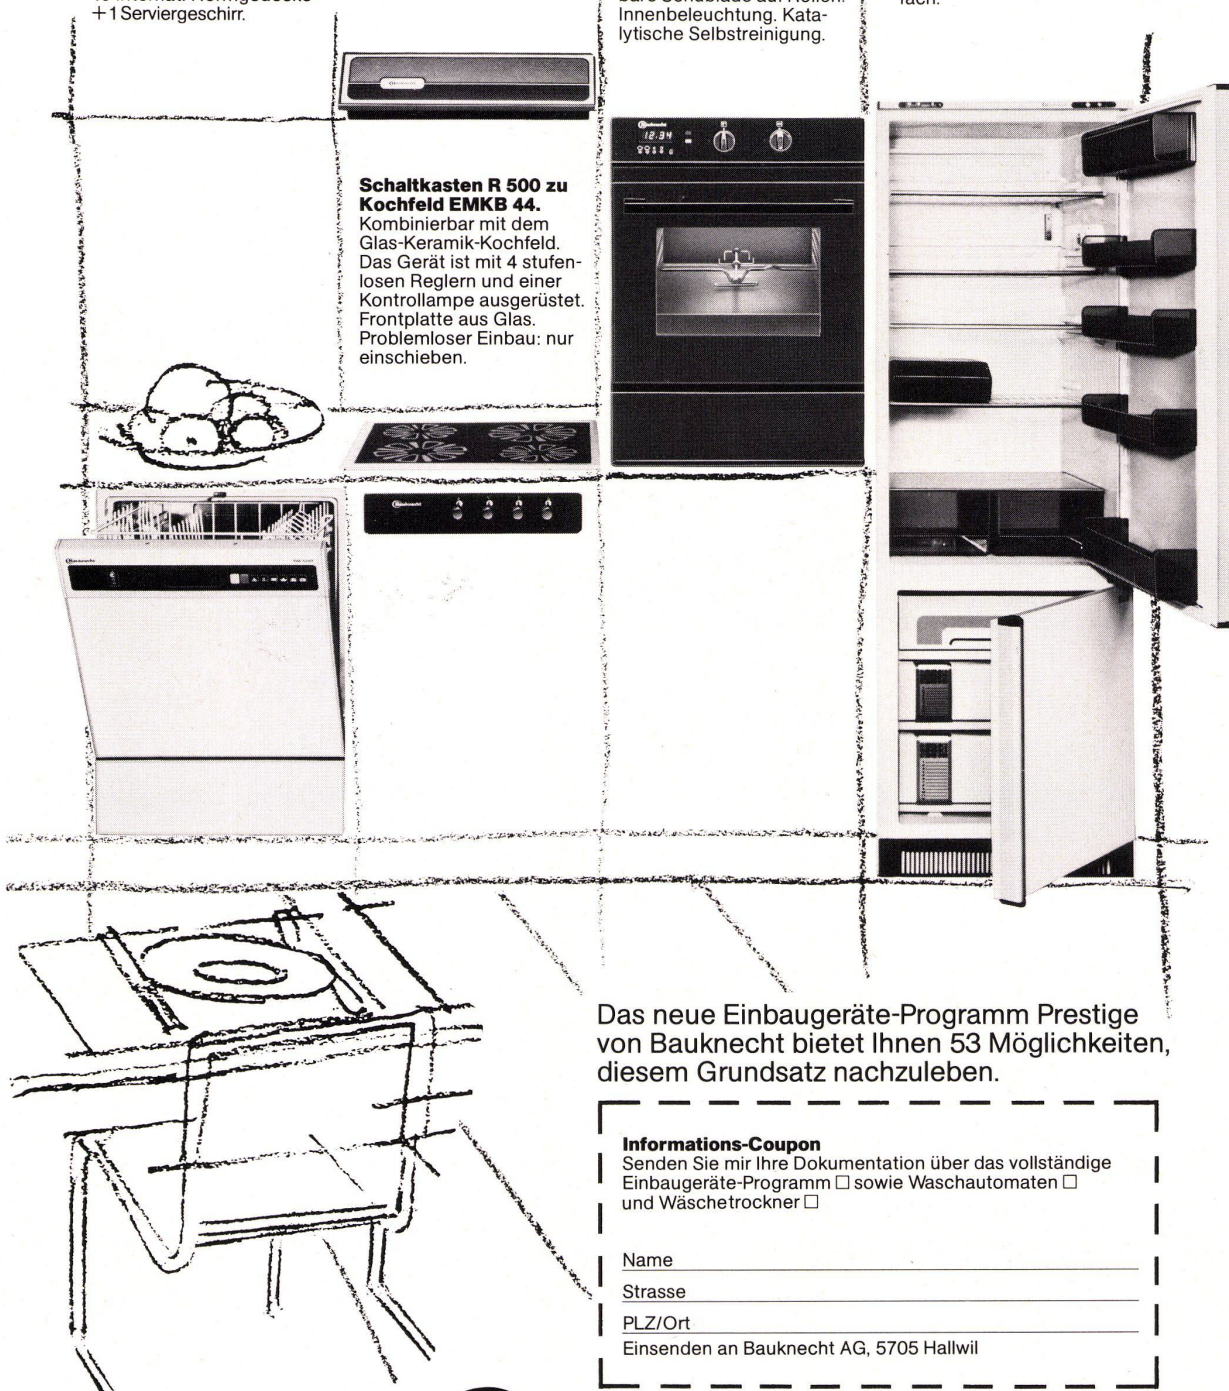 +1 Serviergeschirr.
Innenbeleuchtung. Kata-
lytische Selbstreinigung.
Schaltkasten R 500 zu
Kochfeld EMKB 44.
Kombinierbar mit dem
Glas-Keramik-Kochfeld.
Das Gerät ist mit 4 stufen-
losen Reglern und einer
Kontrollampe ausgerüstet.
Frontplatte aus Glas.
Problemloser Einbau: nur
einschieben.
12.34
Bauknecht
Das neue Einbaugeräte-Programm Prestige
von Bauknecht bietet Ihnen 53 Möglichkeiten,
diesem Grundsatz nachzuleben.
Informations-Coupon
Senden Sie mir Ihre Dokumentation über das vollständige
Einbaugeräte-Programm ☐ sowie Waschautomaten ☐
und Wäschetrockner ☐
Name
Strasse
PLZ/Ort
Einsenden an Bauknecht AG, 5705 Hallwil